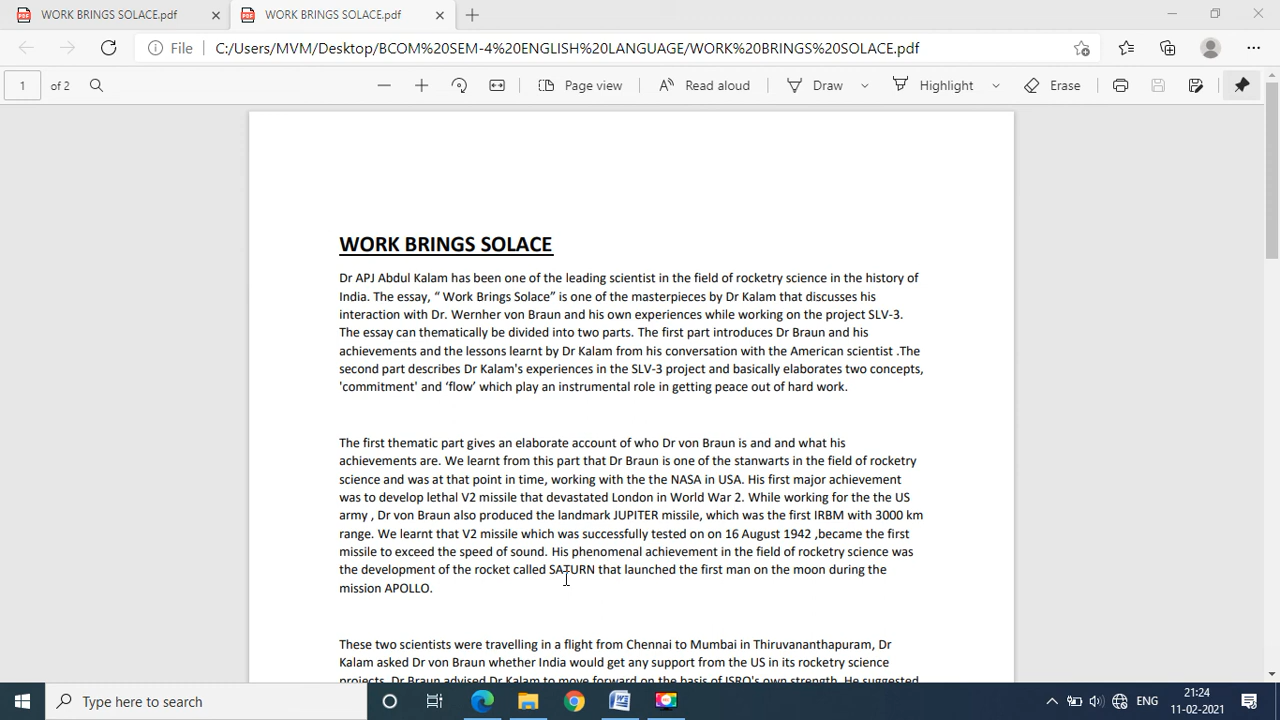 WORK BRINGS SOLACE.pdf
WORK BRINGS SOLACE.pdf
File C:/Users/MVM/Desktop/BCOM%20SEM-4%20ENGLISH%20LANGUAGE/WORK%20BRINGS%20SOLACE.pdf
1 of 2 Page view Read aloud Draw Highlight Erase
WORK BRINGS SOLACE
Dr APJ Abdul Kalam has been one of the leading scientist in the field of rocketry science in the history of
India. The essay, “ Work Brings Solace” is one of the masterpieces by Dr Kalam that discusses his
interaction with Dr. Wernher von Braun and his own experiences while working on the project SLV-3.
The essay can thematically be divided into two parts. The first part introduces Dr Braun and his
achievements and the lessons learnt by Dr Kalam from his conversation with the American scientist .The
second part describes Dr Kalam's experiences in the SLV-3 project and basically elaborates two concepts,
'commitment' and ‘flow’ which play an instrumental role in getting peace out of hard work.
The first thematic part gives an elaborate account of who Dr von Braun is and and what his
achievements are. We learnt from this part that Dr Braun is one of the stanwarts in the field of rocketry
science and was at that point in time, working with the the NASA in USA. His first major achievement
was to develop lethal V2 missile that devastated London in World War 2. While working for the the US
army , Dr von Braun also produced the landmark JUPITER missile, which was the first IRBM with 3000 km
range. We learnt that V2 missile which was successfully tested on on 16 August 1942 ,became the first
missile to exceed the speed of sound. His phenomenal achievement in the field of rocketry science was
the development of the rocket called SATURN that launched the first man on the moon during the
mission APOLLO.
These two scientists were travelling in a flight from Chennai to Mumbai in Thiruvananthapuram, Dr
Kalam asked Dr von Braun whether India would get any support from the US in its rocketry science
projects. Dr Braun advised Dr Kalam to move forward on the basis of ISRO's own strength. He suggested
Type here to search
ENG
21:24
11-02-2021